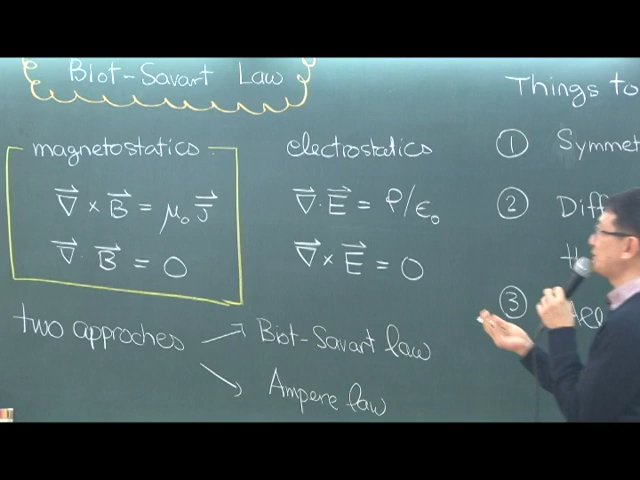 Biot-Savart Law
magnetostatics
∇⃗ × B⃗ = μ₀ J⃗
∇⃗ · B⃗ = 0
electrostatics
∇⃗ · E⃗ = ρ/ε₀
∇⃗ × E⃗ = 0
two approches
Biot-Savart law
Ampere law
Things to
① Symmet
② Diff
③